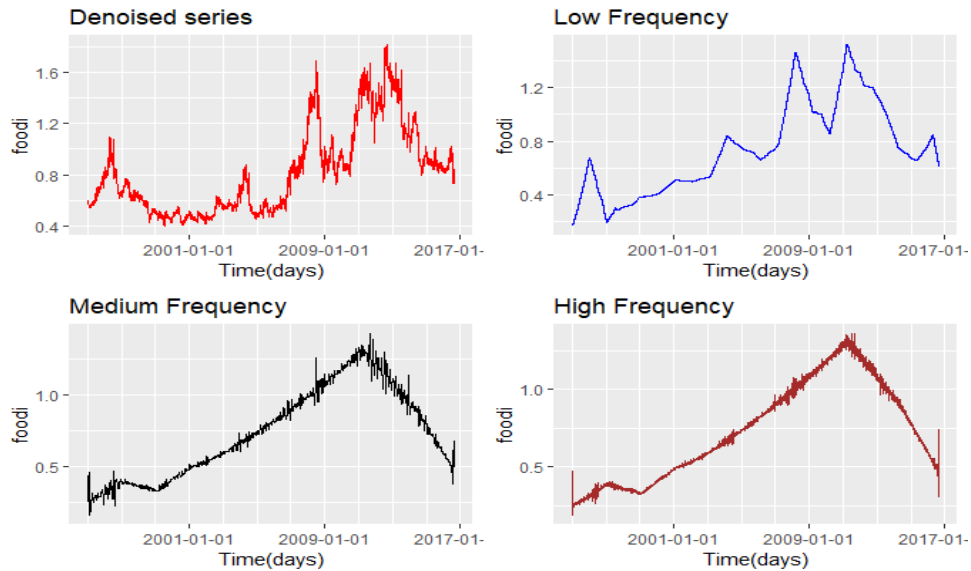 Denoised series
foodi
1.6
1.2
0.8
0.4
2001-01-01 2009-01-01 2017-01-
Time(days)
Low Frequency
foodi
1.2
0.8
0.4
2001-01-01 2009-01-01 2017-01-
Time(days)
Medium Frequency
foodi
1.0
0.5
2001-01-01 2009-01-01 2017-01-
Time(days)
High Frequency
foodi
1.0
0.5
2001-01-01 2009-01-01 2017-01-
Time(days)